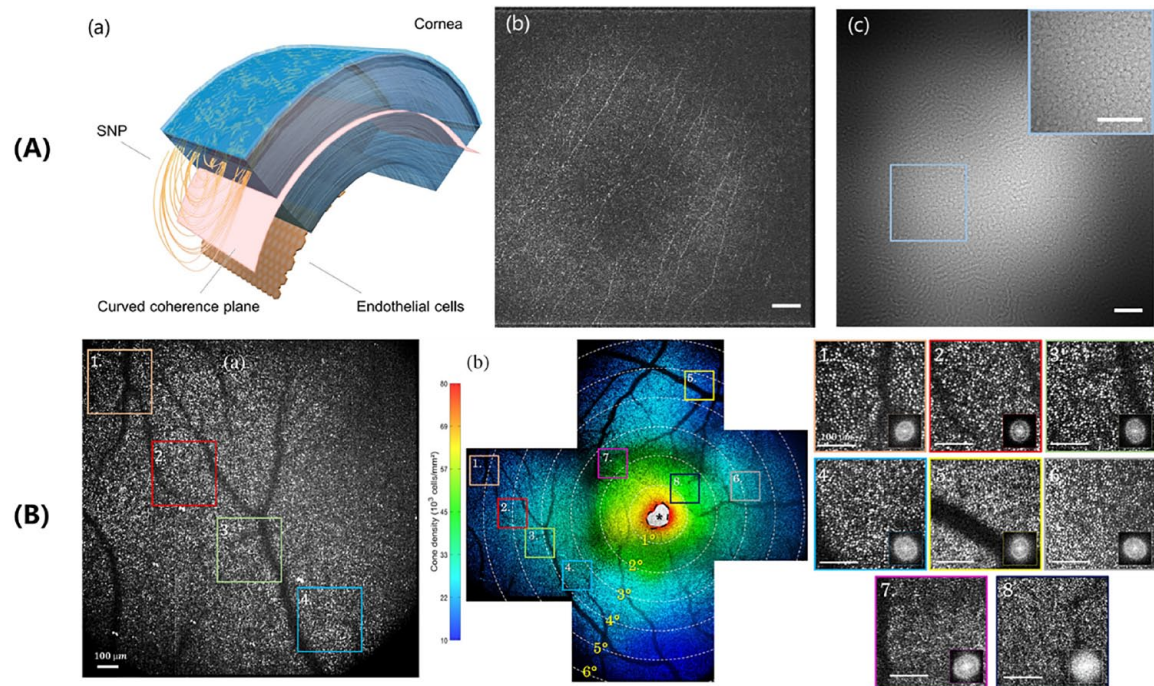 (A)
(a)
Cornea
SNP
Curved coherence plane
Endothelial cells
(b)
(c)
(B)
1.
(a)
2.
3.
4.
100 µm
(b)
Cone density (10³ cells/mm²)
80
69
57
45
33
22
10
1.
2.
3.
4.
5.
6.
7.
8.
*
1°
2°
3°
4°
5°
6°
1.
100 µm
2.
3.
4.
5.
6.
7.
8.